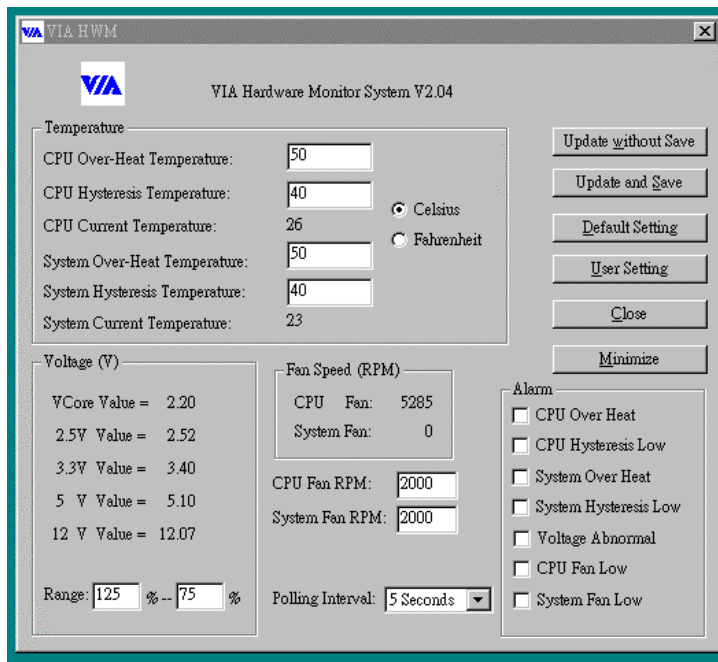 VIA VIA HWM
VIA
VIA Hardware Monitor System V2.04
Temperature
CPU Over-Heat Temperature: 50
CPU Hysteresis Temperature: 40
CPU Current Temperature: 26
System Over-Heat Temperature: 50
System Hysteresis Temperature: 40
System Current Temperature: 23
Celsius
Fahrenheit
Update without Save
Update and Save
Default Setting
User Setting
Close
Minimize
Voltage (V)
VCore Value = 2.20
2.5V Value = 2.52
3.3V Value = 3.40
5 V Value = 5.10
12 V Value = 12.07
Range: 125 % -- 75 %
Fan Speed (RPM)
CPU Fan: 5285
System Fan: 0
CPU Fan RPM: 2000
System Fan RPM: 2000
Polling Interval: 5 Seconds
Alarm
CPU Over Heat
CPU Hysteresis Low
System Over Heat
System Hysteresis Low
Voltage Abnormal
CPU Fan Low
System Fan Low